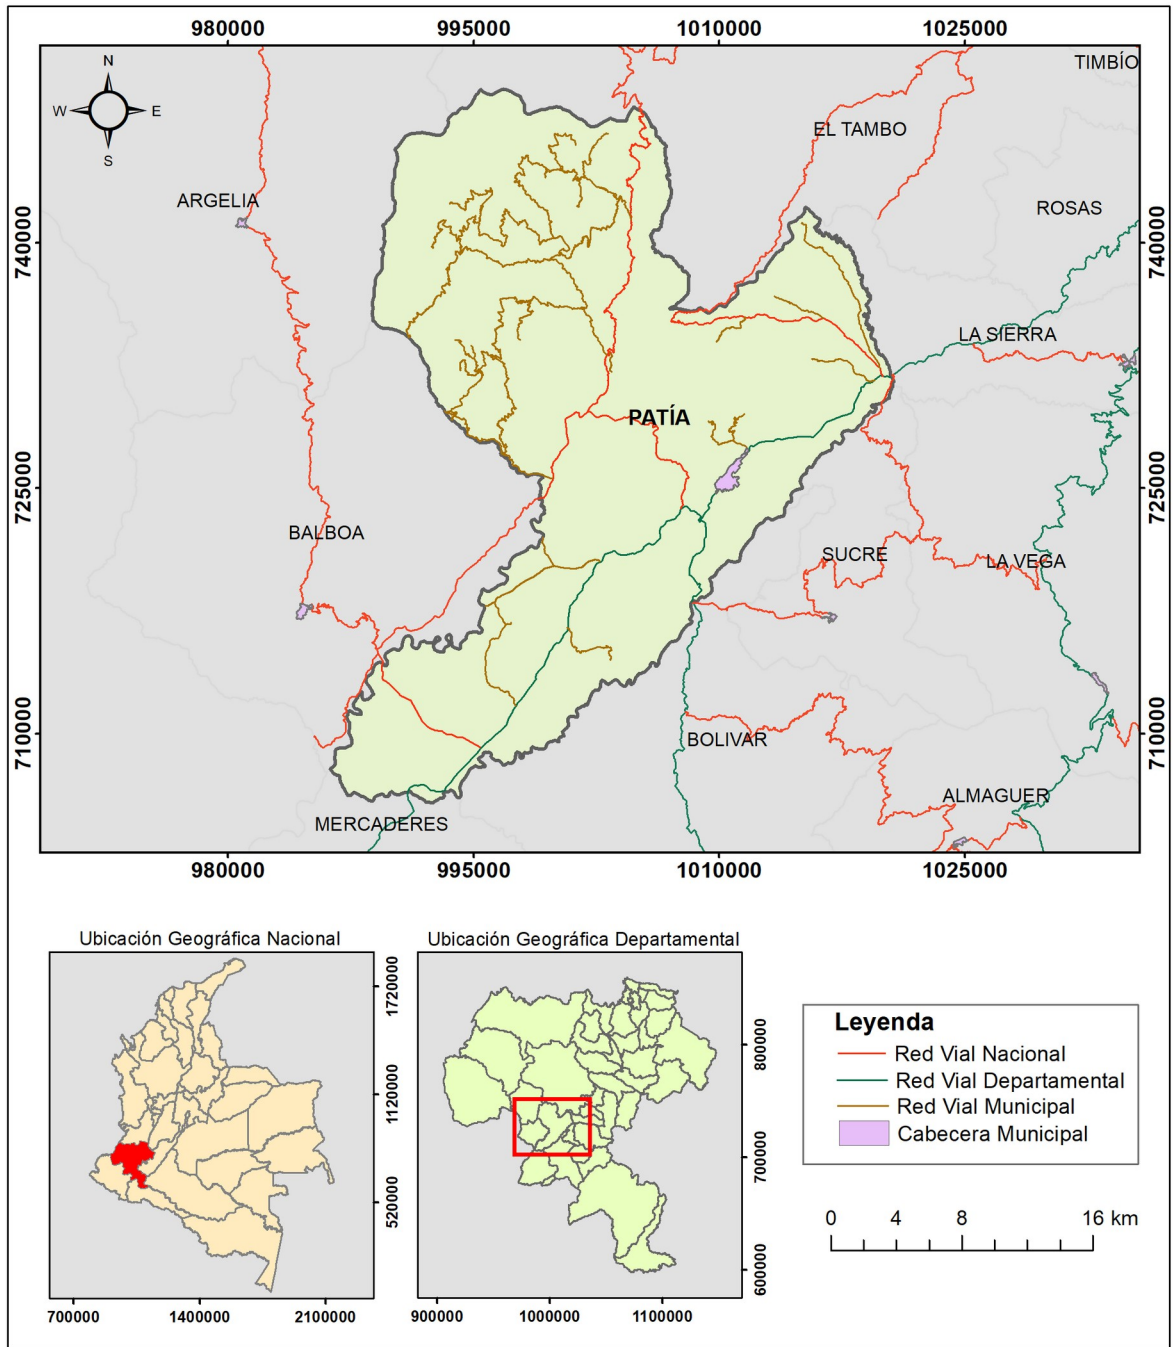 980000 995000 1010000 1025000
TIMBÍO
N
W E
S
EL TAMBO
ARGELIA
ROSAS
740000 740000
LA SIERRA
PATÍA
725000 725000
BALBOA
SUCRE
LA VEGA
710000 710000
BOLIVAR
ALMAGUER
MERCADERES
980000 995000 1010000 1025000
Ubicación Geográfica Nacional
1720000
1120000
520000
700000 1400000 2100000
Ubicación Geográfica Departamental
800000
700000
600000
900000 1000000 1100000
Leyenda
Red Vial Nacional
Red Vial Departamental
Red Vial Municipal
Cabecera Municipal
0 4 8 16 km